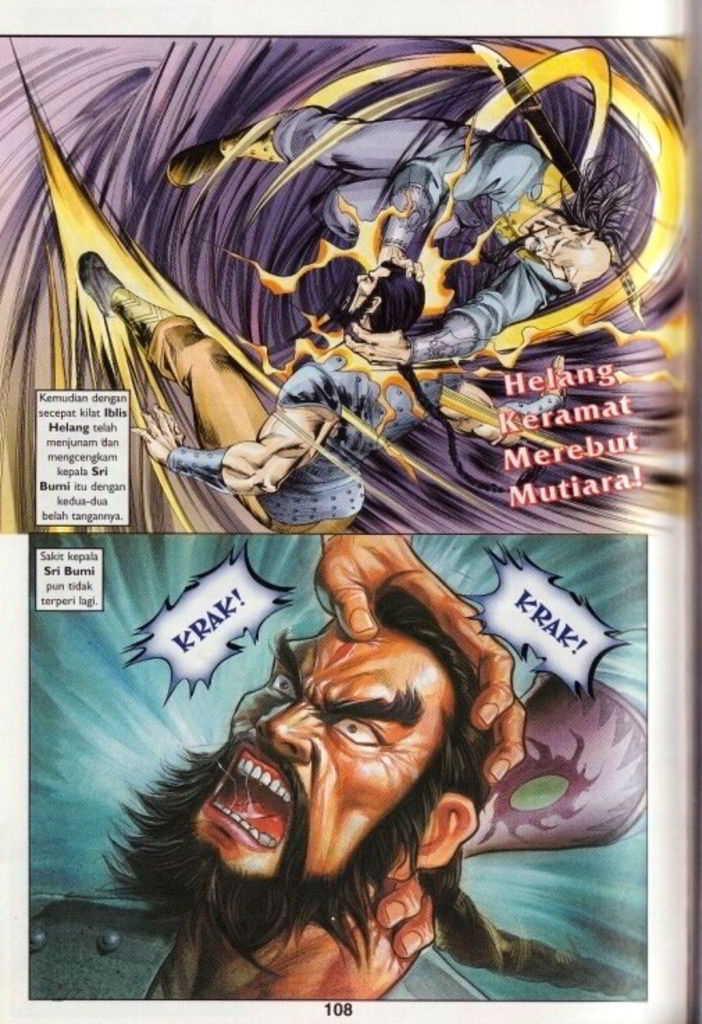 Kemudian dengan
secepat kilat Iblis
Helang telah
menjunam dan
mengcengkam
kepala Sri
Bumi itu dengan
kedua-dua
belah tangannya.
Helang
Keramat
Merebut
Mutiara!
Sakit kepala
Sri Bumi
pun tidak
terperi lagi.
KRAK!
KRAK!
108